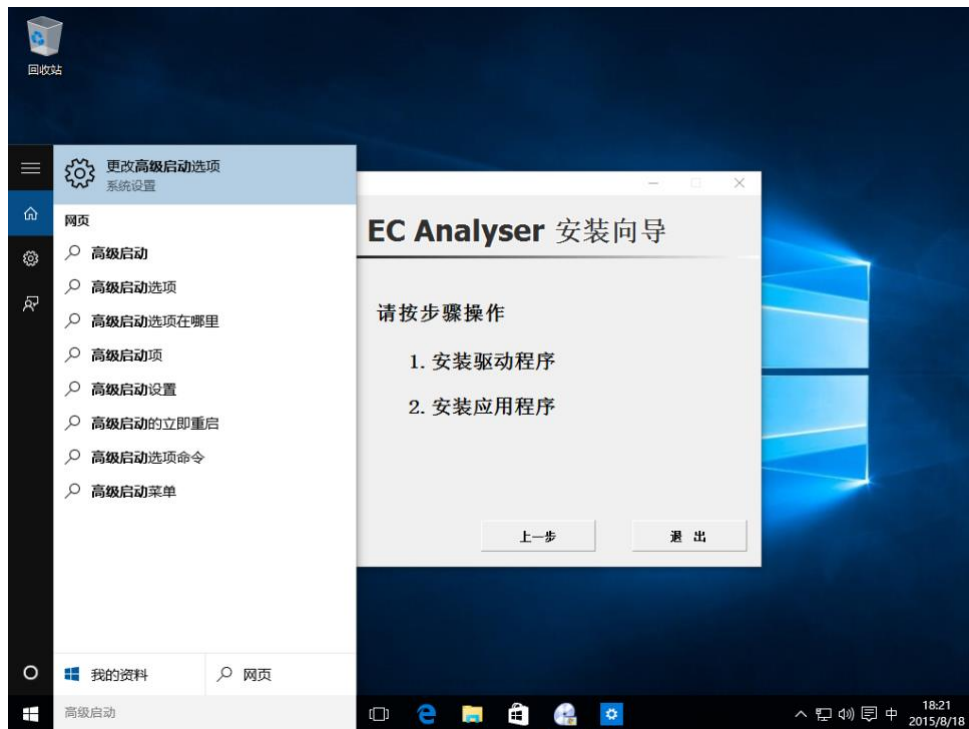 回收站
更改高级启动选项
系统设置
网页
高级启动
高级启动选项
高级启动选项在哪里
高级启动项
高级启动设置
高级启动的立即重启
高级启动选项命令
高级启动菜单
我的资料
网页
高级启动
EC Analyser 安装向导
请按步骤操作
1. 安装驱动程序
2. 安装应用程序
上一步
退 出
中
18:21
2015/8/18